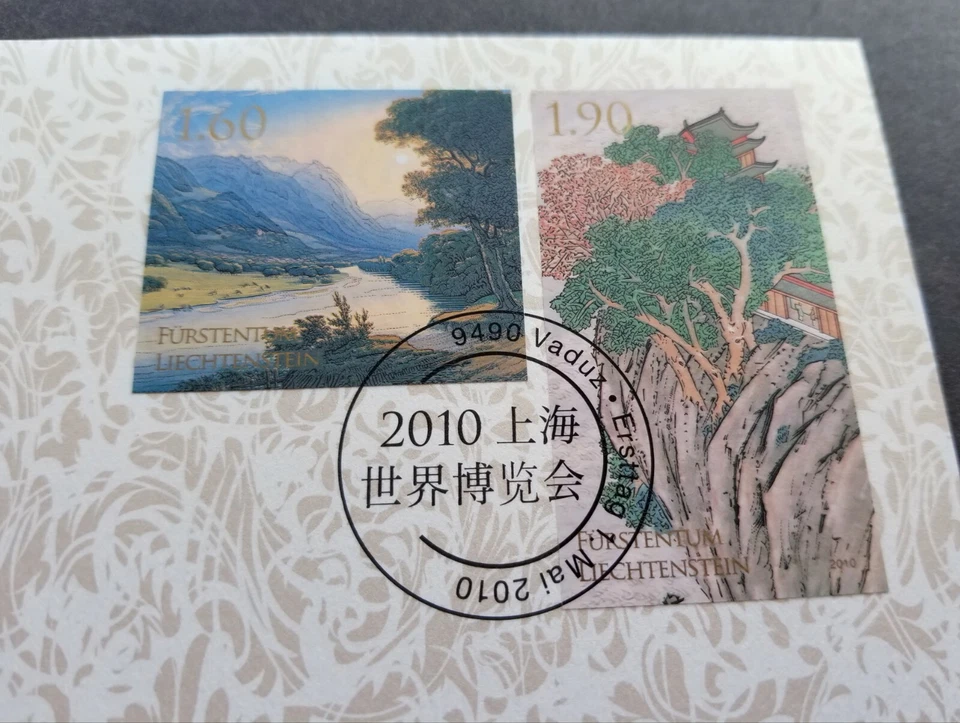 1.60
FÜRSTENTUM
LIECHTENSTEIN
1.90
FÜRSTENTUM
LIECHTENSTEIN
2010
9490 Vaduz • Ersttag Mai 2010
2010 上海
世界博览会